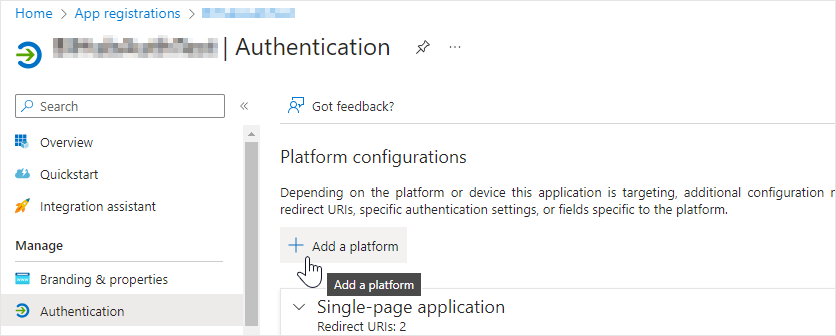 Home > App registrations >
| Authentication
Search
Got feedback?
Overview
Quickstart
Integration assistant
Manage
Branding & properties
Authentication
Platform configurations
Depending on the platform or device this application is targeting, additional configuration
redirect URIs, specific authentication settings, or fields specific to the platform.
Add a platform
Add a platform
Single-page application
Redirect URIs: 2